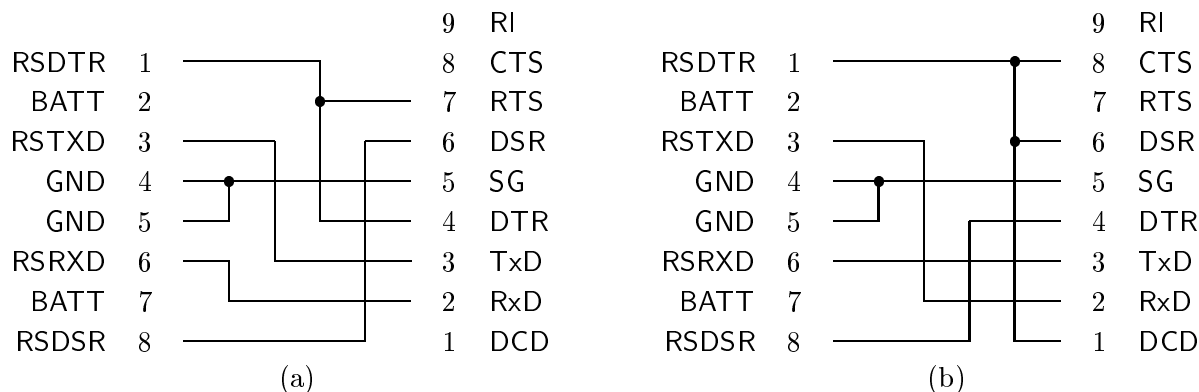 9 RI 9 RI
RSDTR 1 8 CTS RSDTR 1 8 CTS
BATT 2 7 RTS BATT 2 7 RTS
RSTXD 3 6 DSR RSTXD 3 6 DSR
GND 4 5 SG GND 4 5 SG
GND 5 4 DTR GND 5 4 DTR
RSRXD 6 3 TxD RSRXD 6 3 TxD
BATT 7 2 RxD BATT 7 2 RxD
RSDSR 8 1 DCD RSDSR 8 1 DCD
(a) (b)